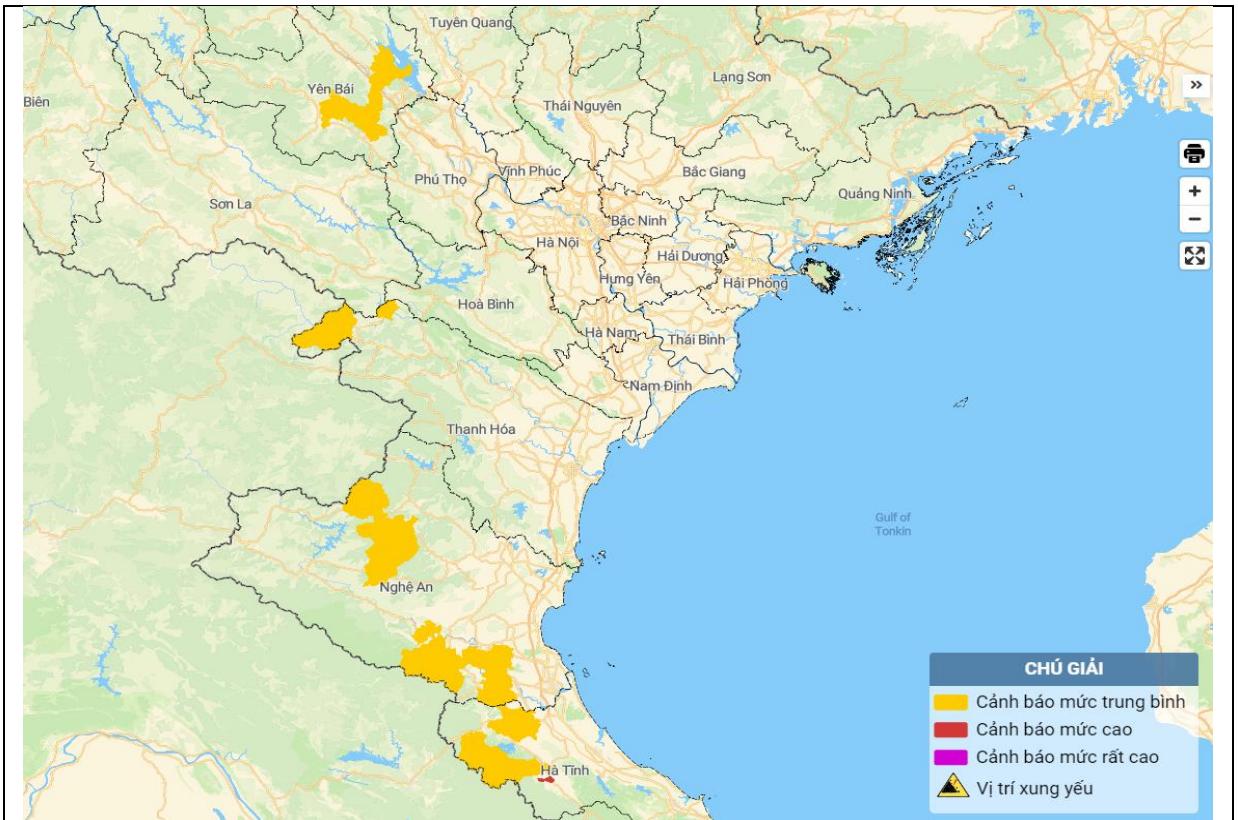 Tuyên Quang
Yên Bái
Lạng Sơn
Biên
Thái Nguyên
Phú Thọ
Vĩnh Phúc
Bắc Giang
Sơn La
Quảng Ninh
Bắc Ninh
Hà Nội
Hải Dương
Hưng Yên
Hải Phòng
Hoà Bình
Hà Nam
Thái Bình
Nam Định
Thanh Hóa
Gulf of
Tonkin
Nghệ An
Hà Tĩnh
»
+
−
CHÚ GIẢI
Cảnh báo mức trung bình
Cảnh báo mức cao
Cảnh báo mức rất cao
Vị trí xung yếu